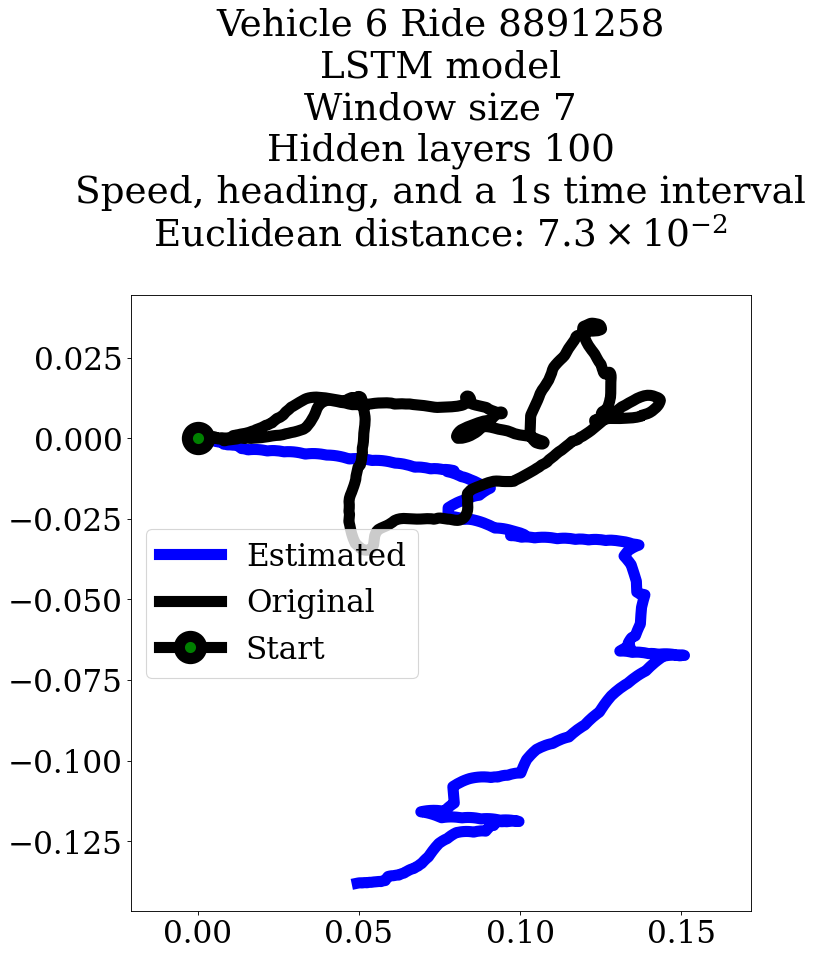 Vehicle 6 Ride 8891258
LSTM model
Window size 7
Hidden layers 100
Speed, heading, and a 1s time interval
Euclidean distance: 7.3 × 10⁻²
0.025
0.000
−0.025
−0.050
−0.075
−0.100
−0.125
Estimated
Original
Start
0.00 0.05 0.10 0.15